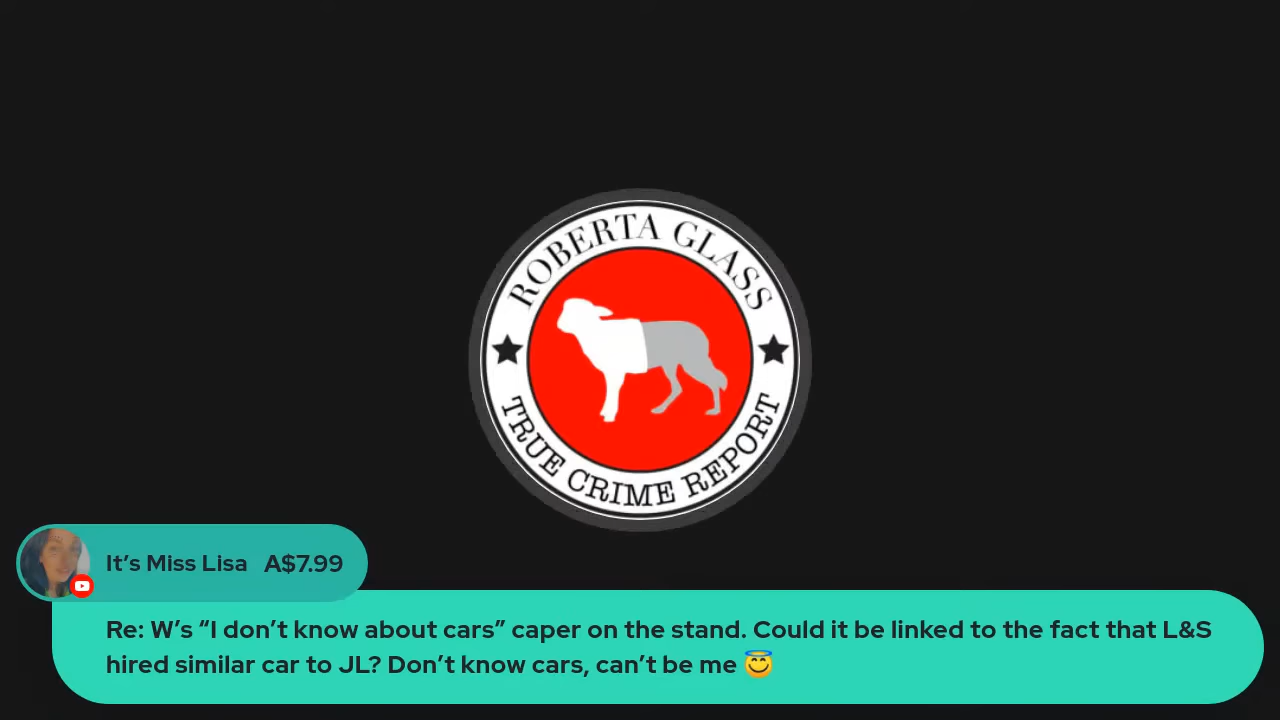 ROBERTA GLASS
TRUE CRIME REPORT
It’s Miss Lisa A$7.99
Re: W’s “I don’t know about cars” caper on the stand. Could it be linked to the fact that L&S
hired similar car to JL? Don’t know cars, can’t be me 😇